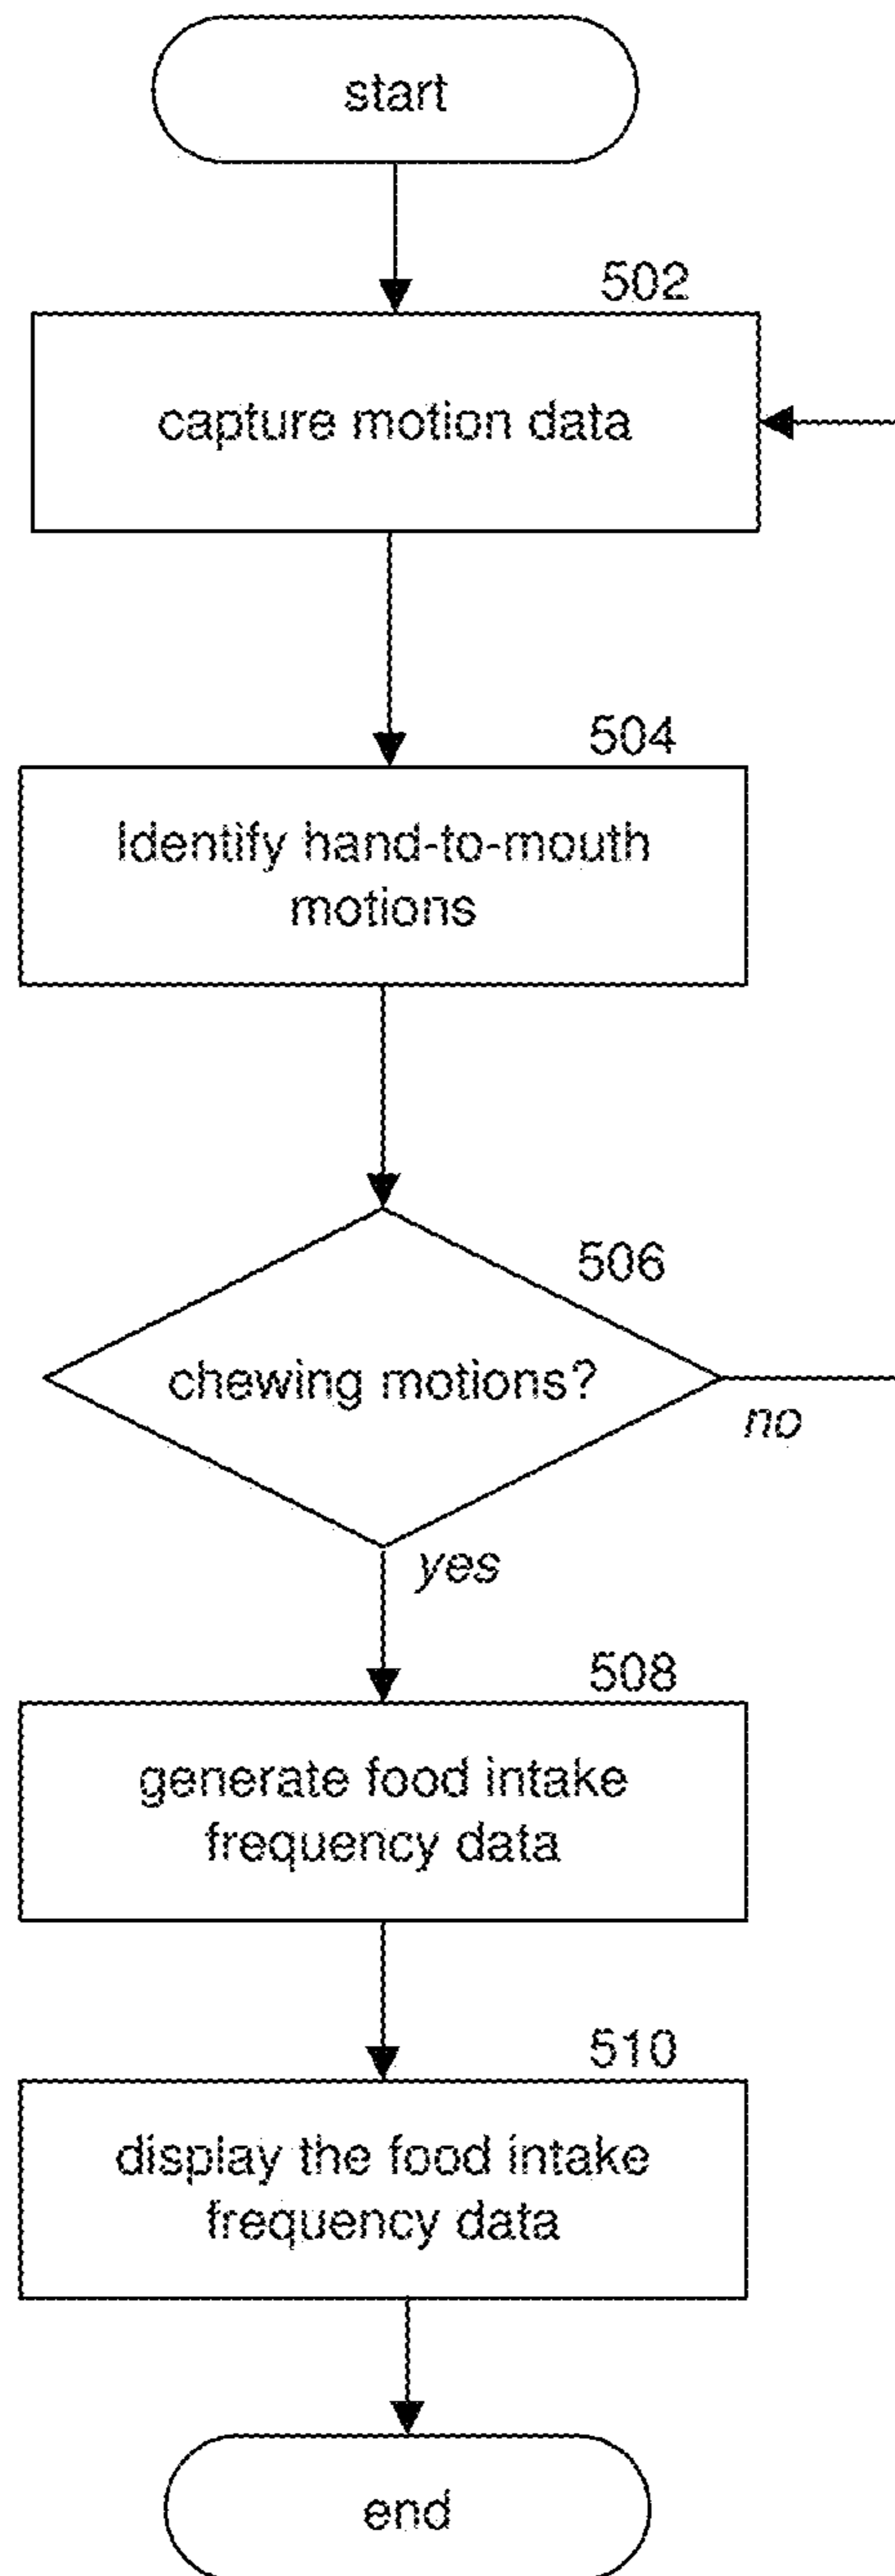 start
502
capture motion data
504
Identify hand-to-mouth
motions
506
chewing motions?
no
yes
508
generate food intake
frequency data
510
display the food intake
frequency data
end